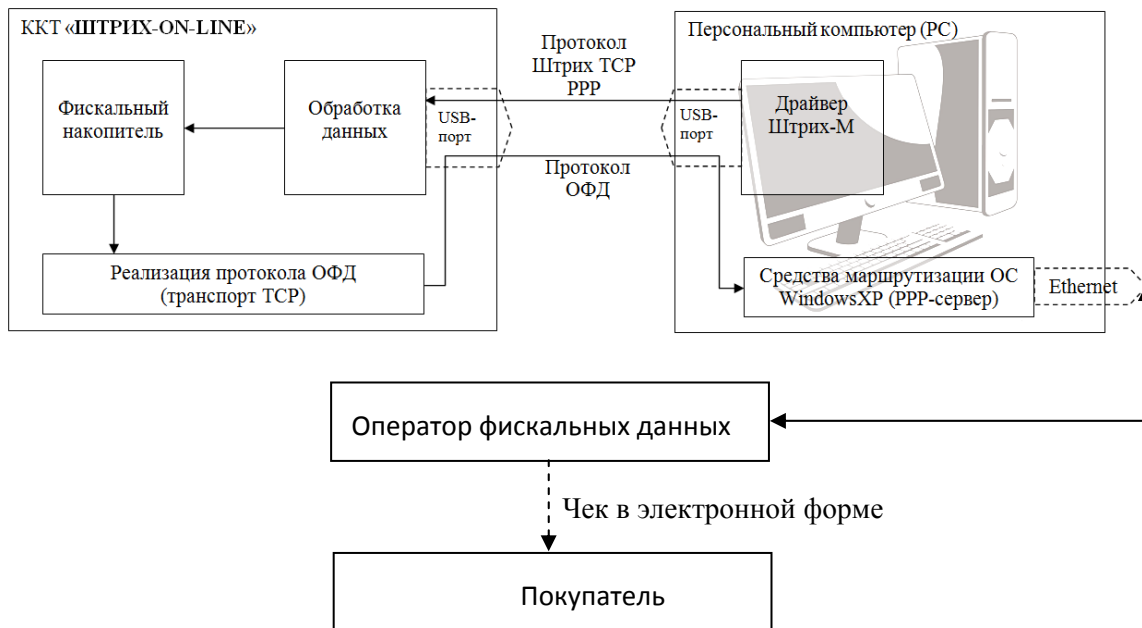 ККТ «ШТРИХ-ON-LINE»
Фискальный
накопитель
Обработка
данных
USB-
порт
Реализация протокола ОФД
(транспорт TCP)
Протокол
Штрих TCP
PPP
Протокол
ОФД
Персональный компьютер (PC)
USB-
порт
Драйвер
Штрих-М
Средства маршрутизации ОС
WindowsXP (PPP-сервер)
Ethernet
Оператор фискальных данных
Чек в электронной форме
Покупатель